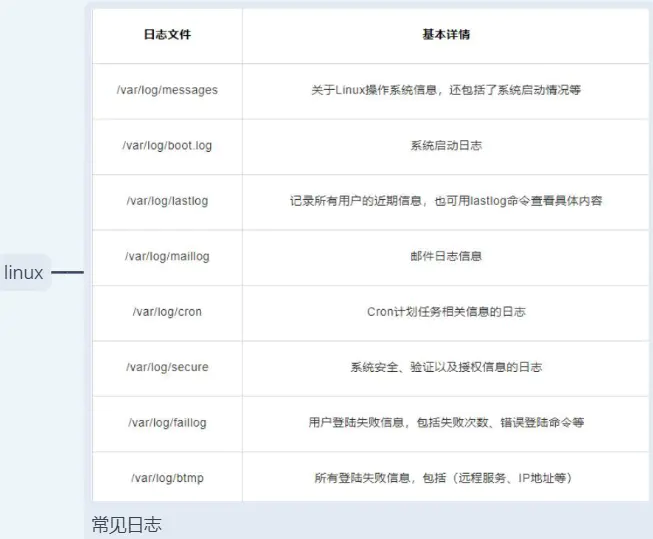 日志文件 基本详情
/var/log/messages 关于Linux操作系统信息，还包括了系统启动情况等
/var/log/boot.log 系统启动日志
/var/log/lastlog 记录所有用户的近期信息，也可用lastlog命令查看具体内容
/var/log/maillog 邮件日志信息
linux
/var/log/cron Cron计划任务相关信息的日志
/var/log/secure 系统安全、验证以及授权信息的日志
/var/log/faillog 用户登陆失败信息，包括失败次数、错误登陆命令等
/var/log/btmp 所有登陆失败信息，包括（远程服务、IP地址等）
常见日志